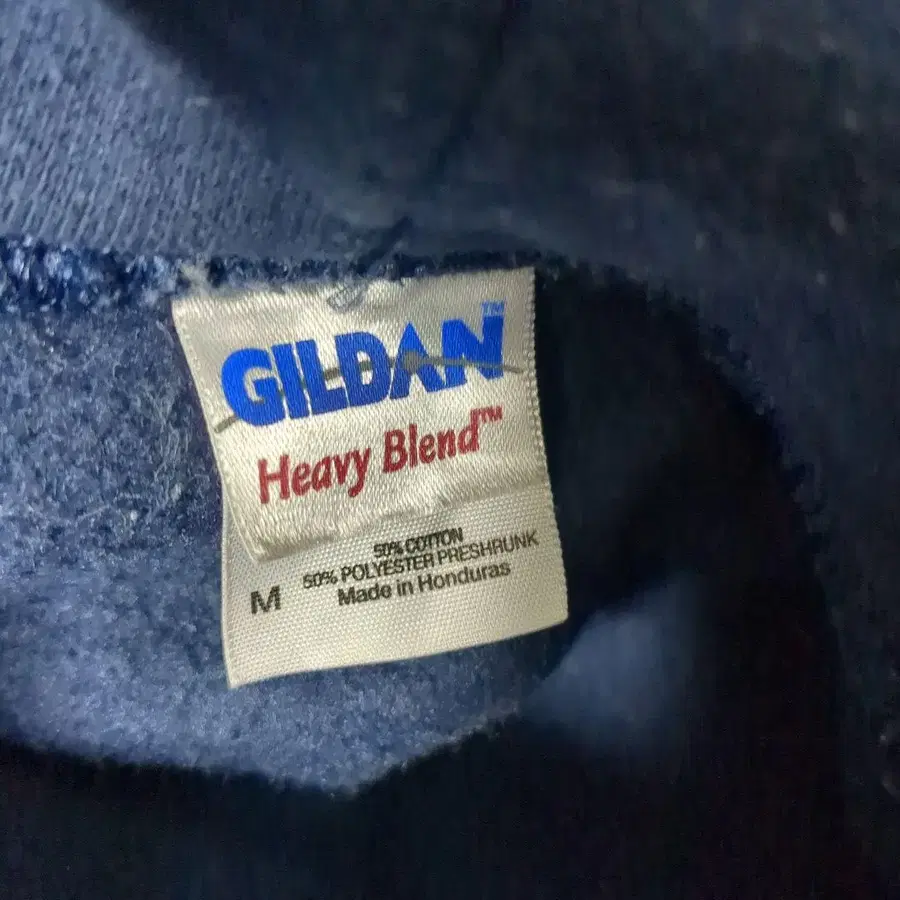 GILDAN™
Heavy Blend™
50% COTTON
50% POLYESTER PRESHRUNK
M
Made in Honduras